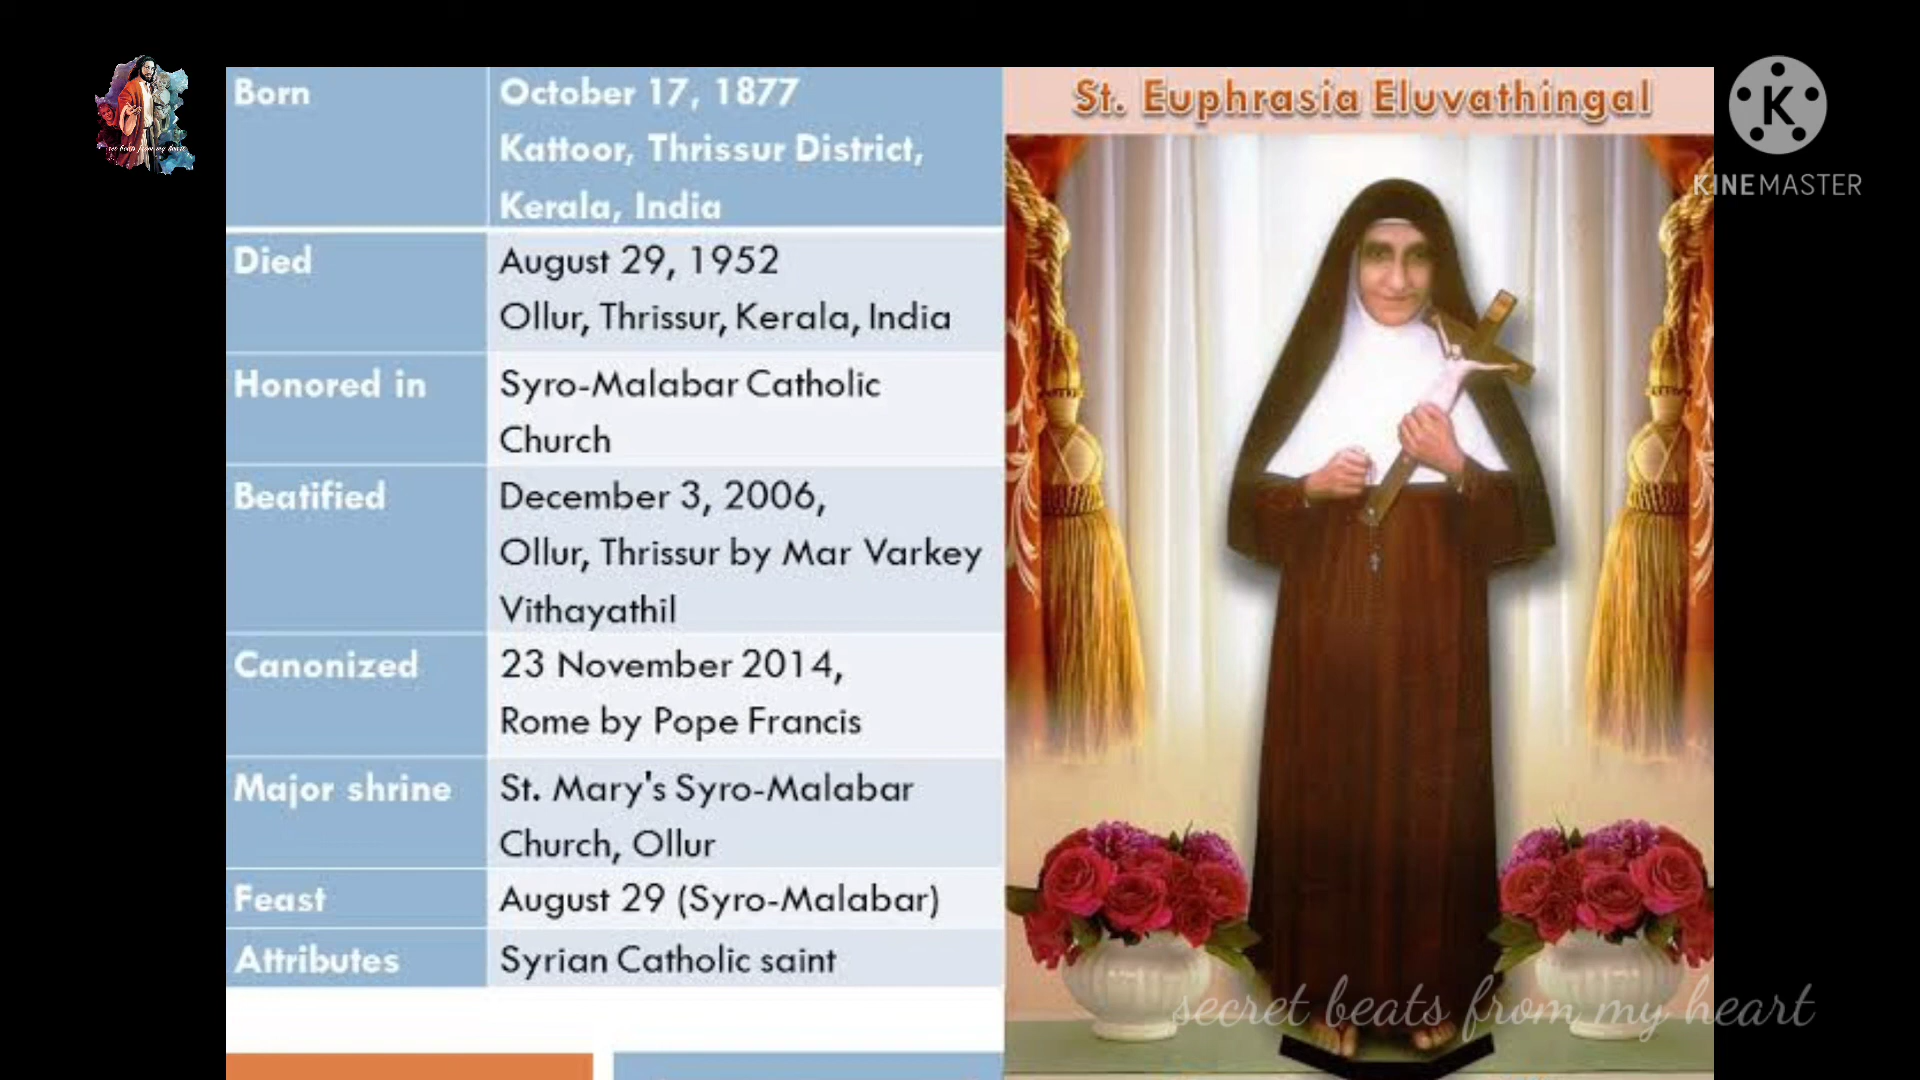 Born
October 17, 1877
Kattoor, Thrissur District,
Kerala, India
Died
August 29, 1952
Ollur, Thrissur, Kerala, India
Honored in
Syro-Malabar Catholic
Church
Beatified
December 3, 2006,
Ollur, Thrissur by Mar Varkey
Vithayathil
Canonized
23 November 2014,
Rome by Pope Francis
Major shrine
St. Mary's Syro-Malabar
Church, Ollur
Feast
August 29 (Syro-Malabar)
Attributes
Syrian Catholic saint
St. Euphrasia Eluvathingal
K
KINEMASTER
secret beats from my heart